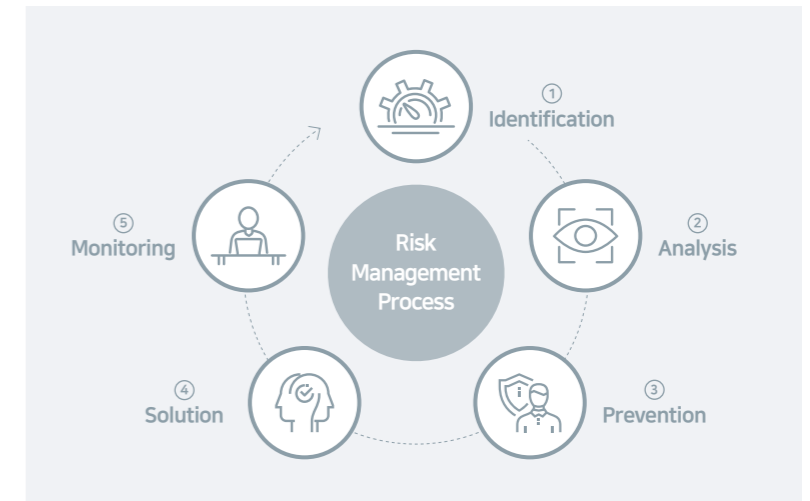 ①
Identification
②
Analysis
③
Prevention
④
Solution
⑤
Monitoring
Risk
Management
Process